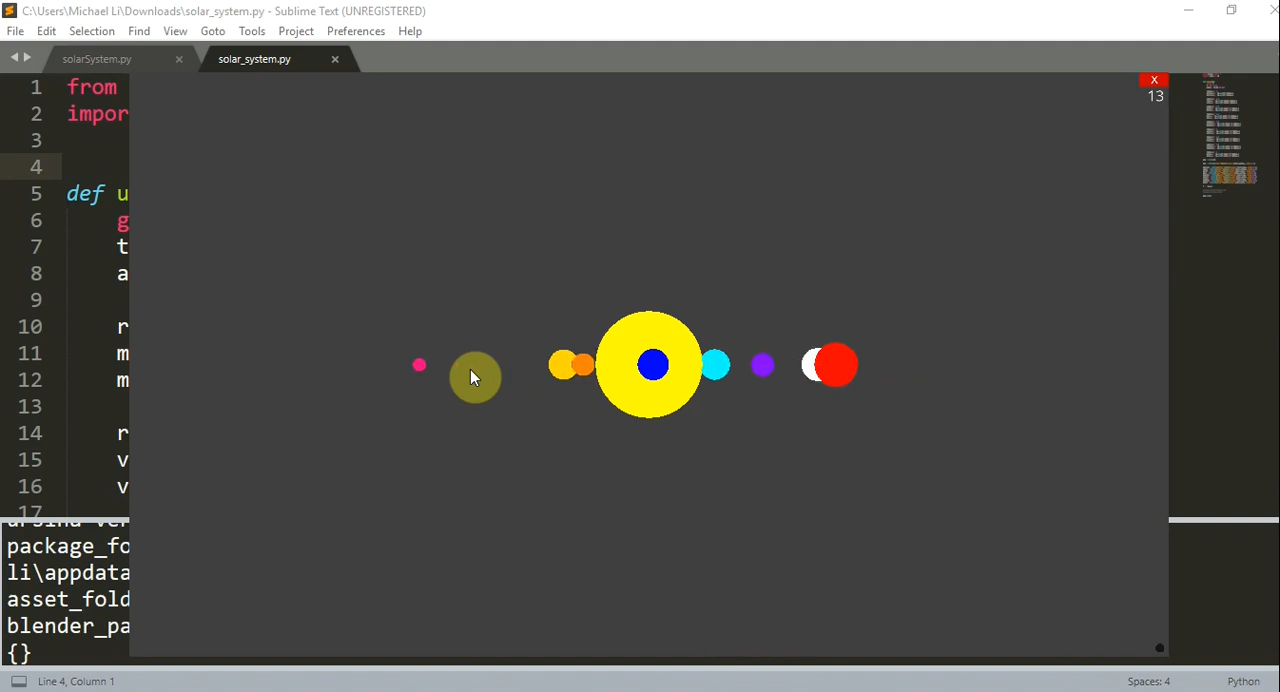 C:\Users\Michael Li\Downloads\solar_system.py - Sublime Text (UNREGISTERED)
File Edit Selection Find View Goto Tools Project Preferences Help
solarSystem.py × solar_system.py ×
X
13
1 from
2 impor
3
4
5 def u
6 g
7 t
8 a
9
10 r
11 m
12 m
13
14 r
15 v
16 v
17
package_fo
li\appdata
asset_fold
blender_pa
{}
Line 4, Column 1 Spaces: 4 Python